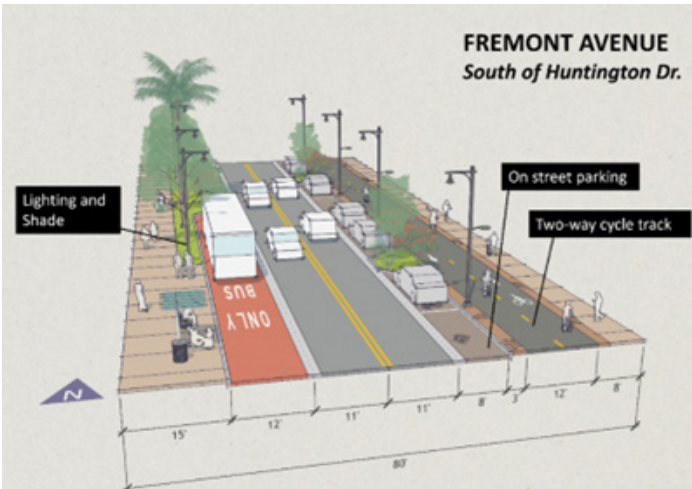 FREMONT AVENUE
South of Huntington Dr.
On street parking
Lighting and
Shade
Two-way cycle track
BUS
ONLY
N
15'
12'
11'
11'
8'
3'
12'
8'
80'